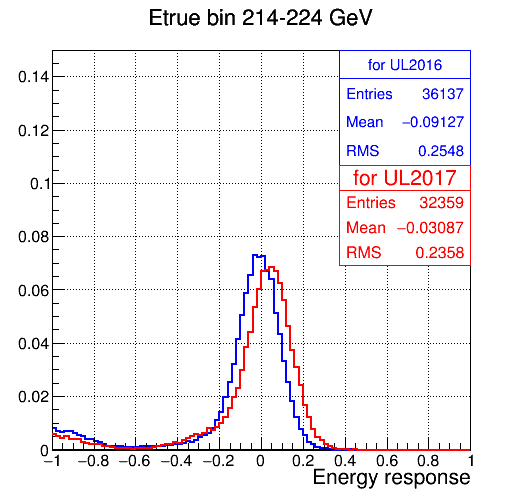 Etrue bin 214-224 GeV
for UL2016
Entries 36137
Mean −0.09127
RMS 0.2548
for UL2017
Entries 32359
Mean −0.03087
RMS 0.2358
0.14
0.12
0.1
0.08
0.06
0.04
0.02
0
−1 −0.8 −0.6 −0.4 −0.2 0 0.2 0.4 0.6 0.8 1
Energy response